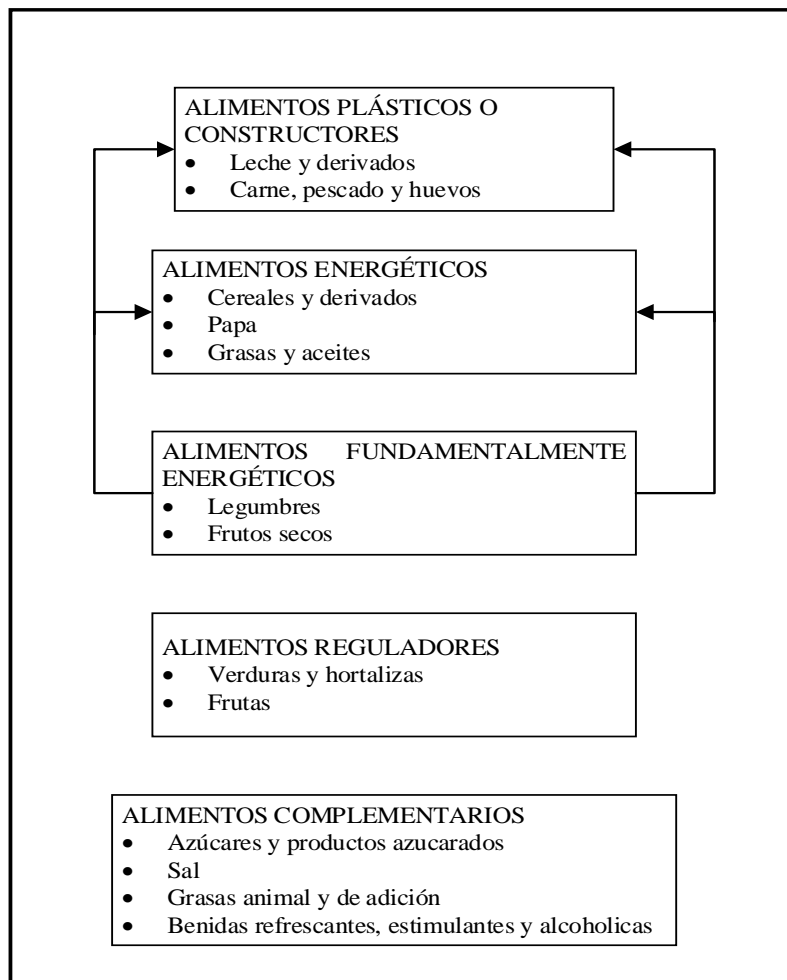 ALIMENTOS PLÁSTICOS O
CONSTRUCTORES
• Leche y derivados
• Carne, pescado y huevos
ALIMENTOS ENERGÉTICOS
• Cereales y derivados
• Papa
• Grasas y aceites
ALIMENTOS FUNDAMENTALMENTE
ENERGÉTICOS
• Legumbres
• Frutos secos
ALIMENTOS REGULADORES
• Verduras y hortalizas
• Frutas
ALIMENTOS COMPLEMENTARIOS
• Azúcares y productos azucarados
• Sal
• Grasas animal y de adición
• Benidas refrescantes, estimulantes y alcoholicas